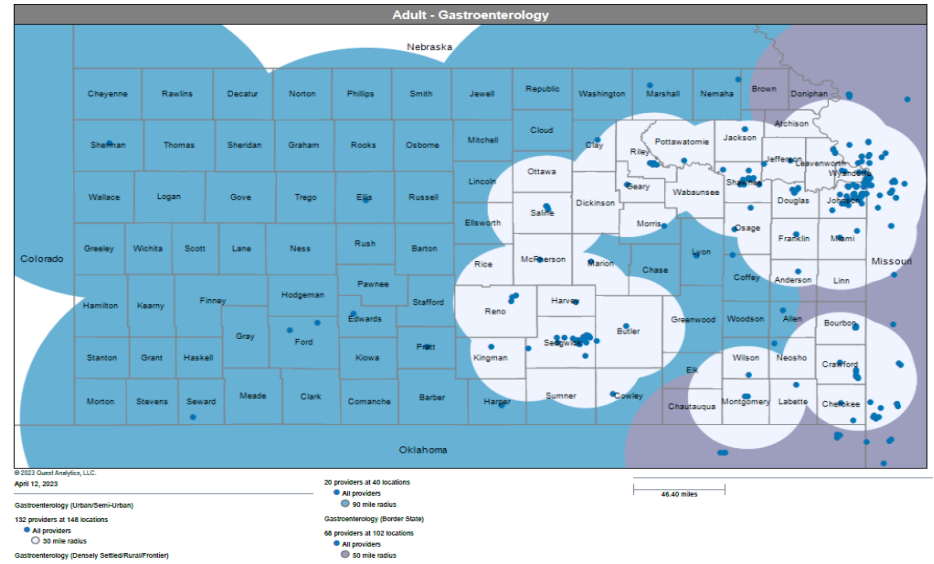 Adult - Gastroenterology
Nebraska
Cheyenne Rawlins Decatur Norton Phillips Smith Jewell Republic Washington Marshall Nemaha Brown Doniphan
Sherman Thomas Sheridan Graham Rooks Osborne Mitchell Cloud Clay Riley Pottawatomie Jackson Atchison
Jefferson Leavenworth Wyandotte
Wallace Logan Gove Trego Ellis Russell Lincoln Ottawa Saline Dickinson Geary Wabaunsee Shawnee Douglas Johnson
Colorado Greeley Wichita Scott Lane Ness Rush Barton Ellsworth Rice McPherson Marion Morris Chase Lyon Osage Franklin Miami Missouri
Hamilton Kearny Finney Hodgeman Pawnee Stafford Reno Harvey Butler Greenwood Coffey Anderson Linn
Gray Ford Edwards Pratt Kingman Sedgwick Woodson Allen Bourbon
Stanton Grant Haskell Kiowa Elk Wilson Neosho Crawford
Morton Stevens Seward Meade Clark Comanche Barber Harper Sumner Cowley Chautauqua Montgomery Labette Cherokee
Oklahoma
© 2023 Quest Analytics, LLC.
April 12, 2023
Gastroenterology (Urban/Semi-Urban)
132 providers at 148 locations
All providers
30 mile radius
Gastroenterology (Densely Settled/Rural/Frontier)
20 providers at 40 locations
All providers
90 mile radius
Gastroenterology (Border State)
68 providers at 102 locations
All providers
50 mile radius
46.40 miles